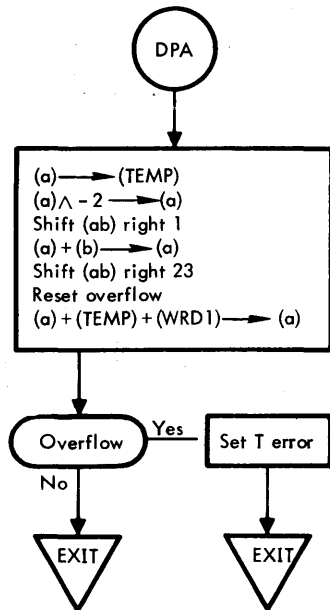 DPA
(a) ⟶ (TEMP)
(a) ∧ - 2 ⟶ (a)
Shift (ab) right 1
(a) + (b) ⟶ (a)
Shift (ab) right 23
Reset overflow
(a) + (TEMP) + (WRD1) ⟶ (a)
Overflow
Yes
Set T error
No
EXIT
EXIT